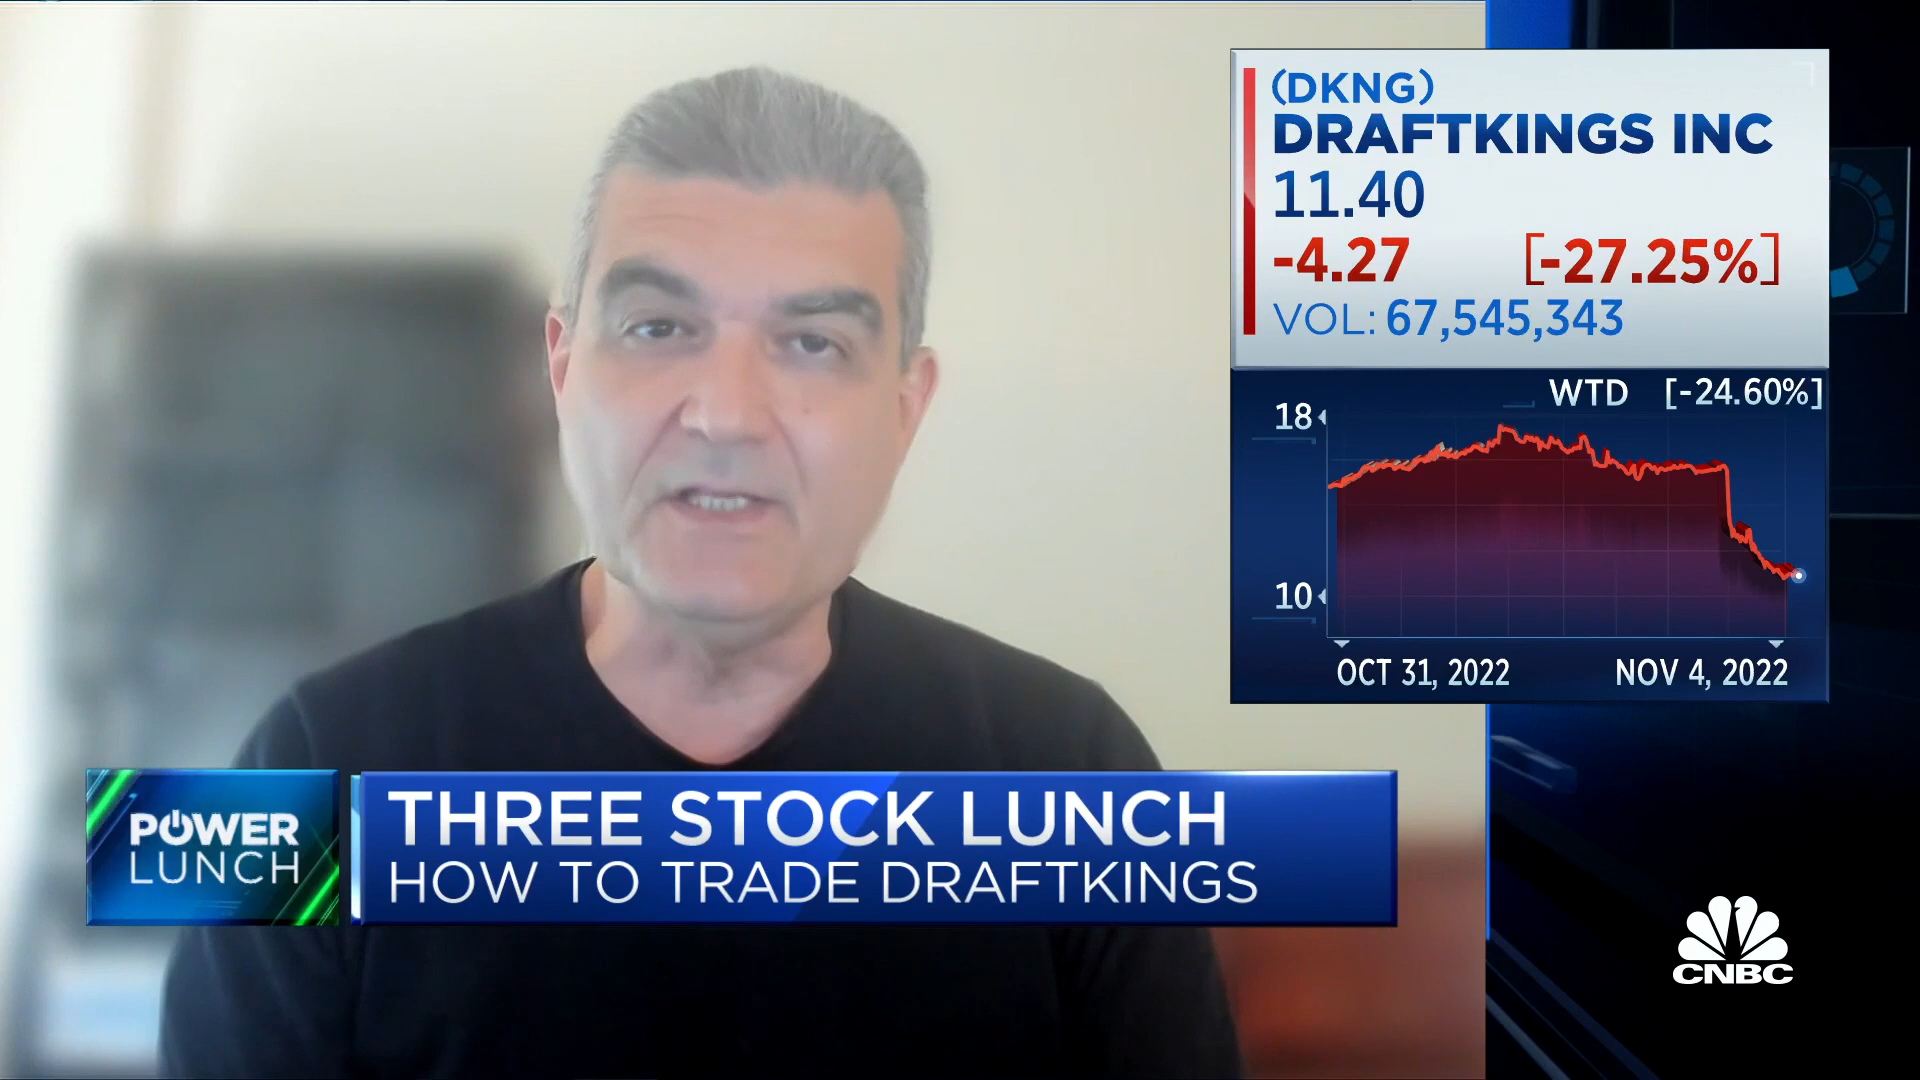 (DKNG)
DRAFTKINGS INC
11.40
-4.27 [-27.25%]
VOL: 67,545,343
WTD [-24.60%]
18
10
OCT 31, 2022 NOV 4, 2022
POWER
LUNCH
THREE STOCK LUNCH
HOW TO TRADE DRAFTKINGS
CNBC